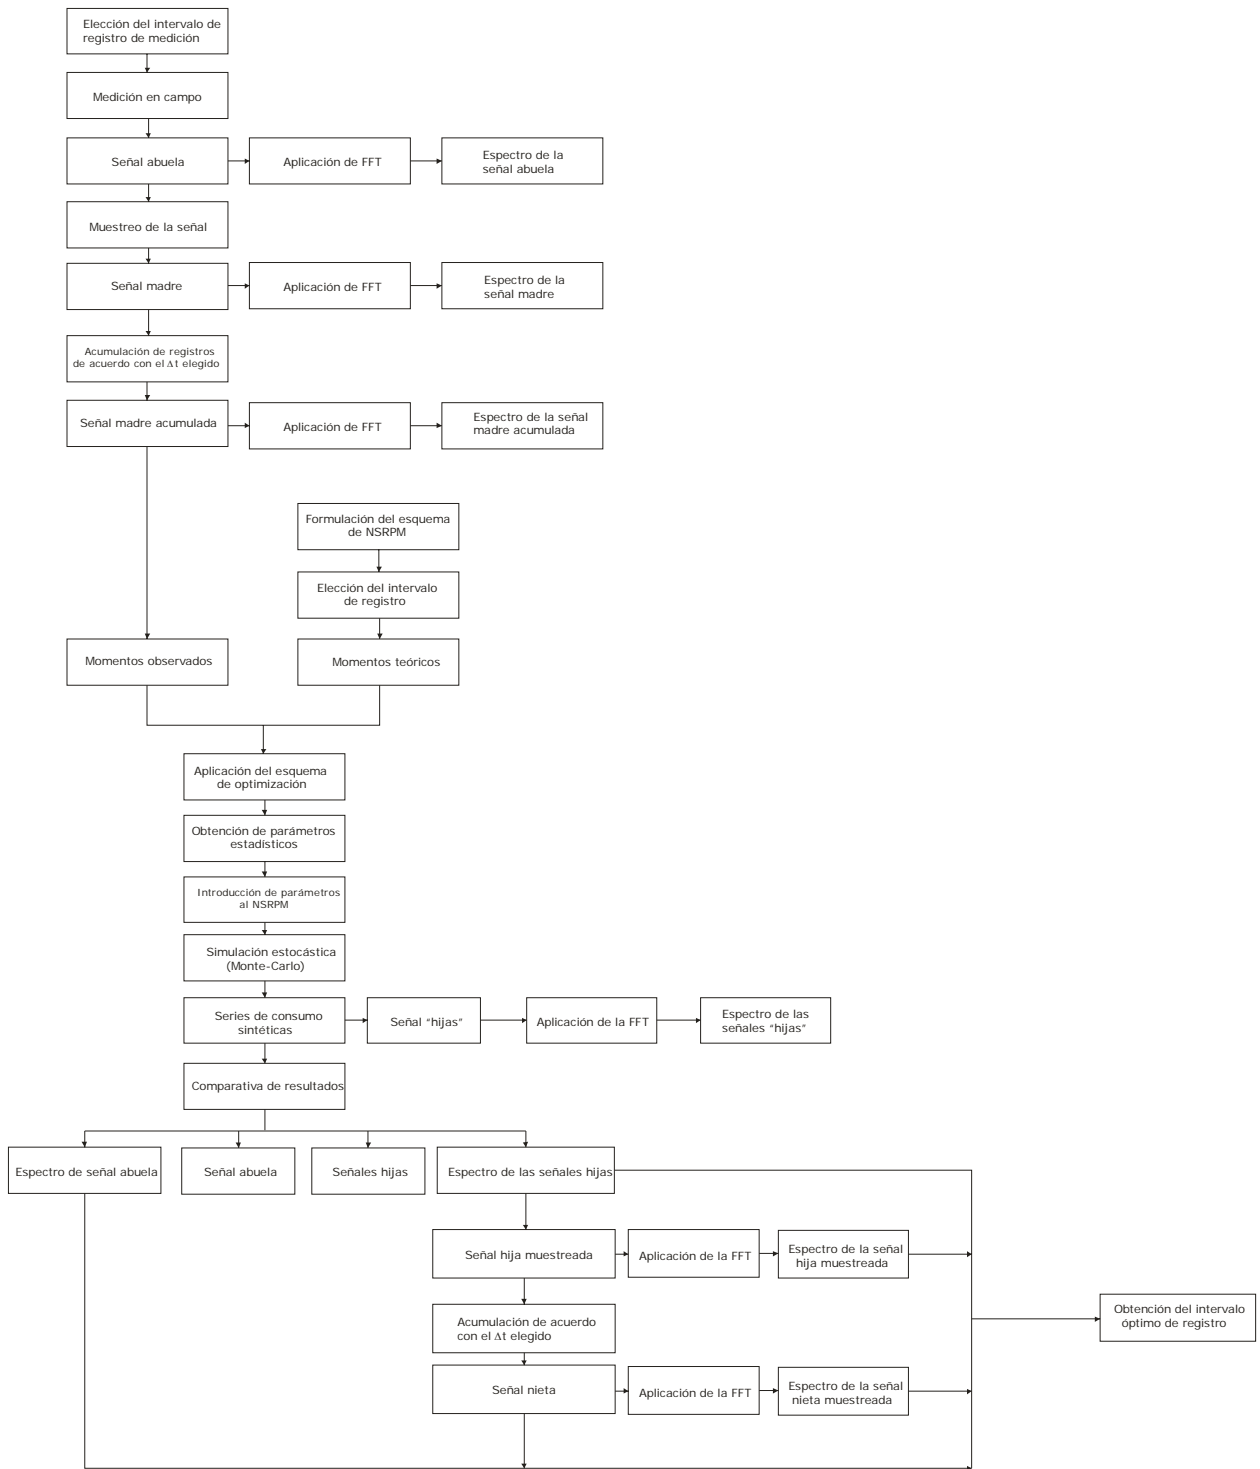 Elección del intervalo de
registro de medición
Medición en campo
Señal abuela
Aplicación de FFT
Espectro de la
señal abuela
Muestreo de la señal
Señal madre
Aplicación de FFT
Espectro de la
señal madre
Acumulación de registros
de acuerdo con el Δt elegido
Señal madre acumulada
Aplicación de FFT
Espectro de la señal
madre acumulada
Formulación del esquema
de NSRPM
Elección del intervalo
de registro
Momentos observados
Momentos teóricos
Aplicación del esquema
de optimización
Obtención de parámetros
estadísticos
Introducción de parámetros
al NSRPM
Simulación estocástica
(Monte-Carlo)
Series de consumo
sintéticas
Señal “hijas”
Aplicación de la FFT
Espectro de las
señales “hijas”
Comparativa de resultados
Espectro de señal abuela
Señal abuela
Señales hijas
Espectro de las señales hijas
Señal hija muestreada
Aplicación de la FFT
Espectro de la señal
hija muestreada
Acumulación de acuerdo
con el Δt elegido
Obtención del intervalo
óptimo de registro
Señal nieta
Aplicación de la FFT
Espectro de la señal
nieta muestreada